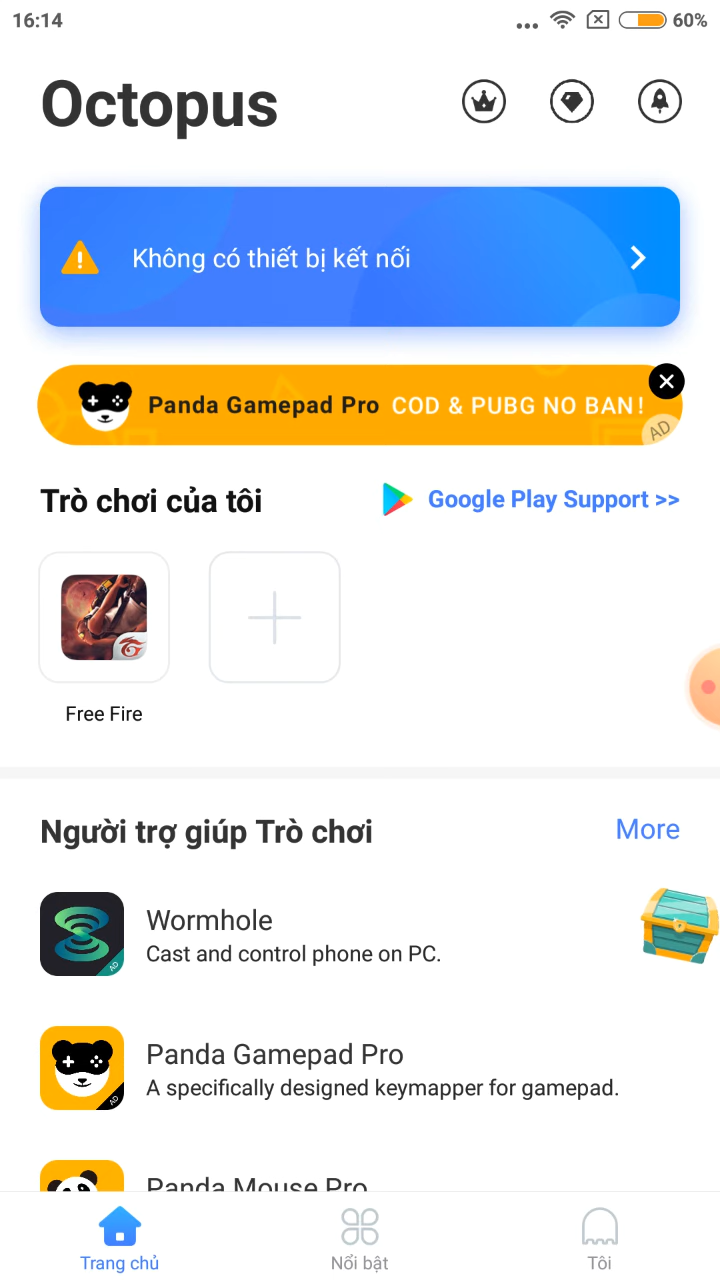 16:14
60%
Octopus
Không có thiết bị kết nối
Panda Gamepad Pro COD & PUBG NO BAN!
AD
Trò chơi của tôi
Google Play Support >>
Free Fire
Người trợ giúp Trò chơi
More
Wormhole
Cast and control phone on PC.
AD
Panda Gamepad Pro
A specifically designed keymapper for gamepad.
AD
Panda Mouse Pro
Trang chủ
Nổi bật
Tôi